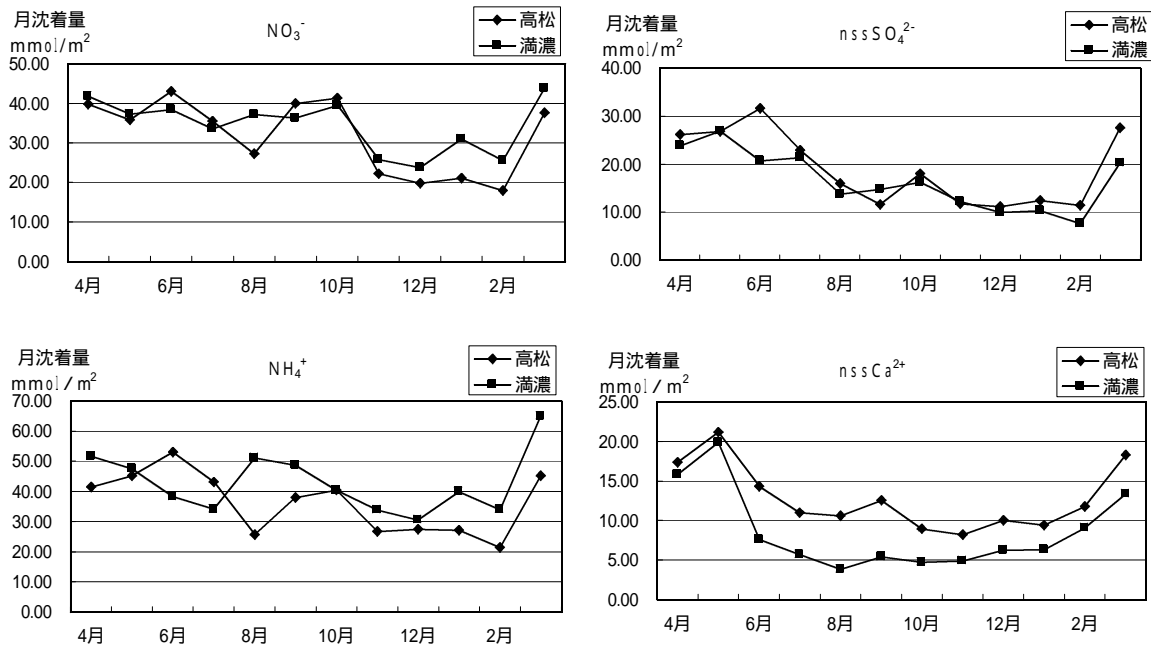 月沈着量
mmol/m²
NO₃⁻
高松
満濃
50.00
40.00
30.00
20.00
10.00
0.00
4月 6月 8月 10月 12月 2月
月沈着量
mmol/m²
nssSO₄²⁻
高松
満濃
40.00
30.00
20.00
10.00
0.00
4月 6月 8月 10月 12月 2月
月沈着量
mmol/m²
NH₄⁺
高松
満濃
70.00
60.00
50.00
40.00
30.00
20.00
10.00
0.00
4月 6月 8月 10月 12月 2月
月沈着量
mmol/m²
nssCa²⁺
高松
満濃
25.00
20.00
15.00
10.00
5.00
0.00
4月 6月 8月 10月 12月 2月